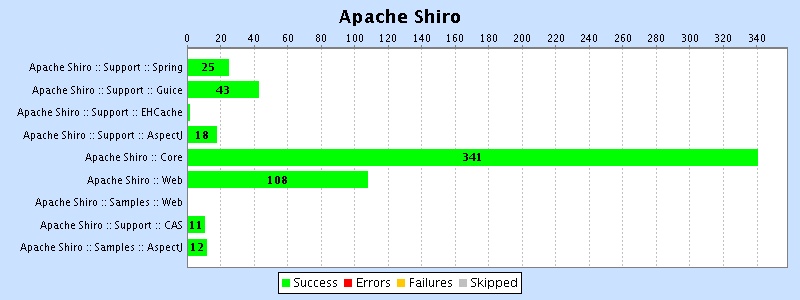 Apache Shiro
0 20 40 60 80 100 120 140 160 180 200 220 240 260 280 300 320 340
Apache Shiro :: Support :: Spring 25
Apache Shiro :: Support :: Guice 43
Apache Shiro :: Support :: EHCache
Apache Shiro :: Support :: AspectJ 18
Apache Shiro :: Core 341
Apache Shiro :: Web 108
Apache Shiro :: Samples :: Web
Apache Shiro :: Support :: CAS 11
Apache Shiro :: Samples :: AspectJ 12
Success Errors Failures Skipped